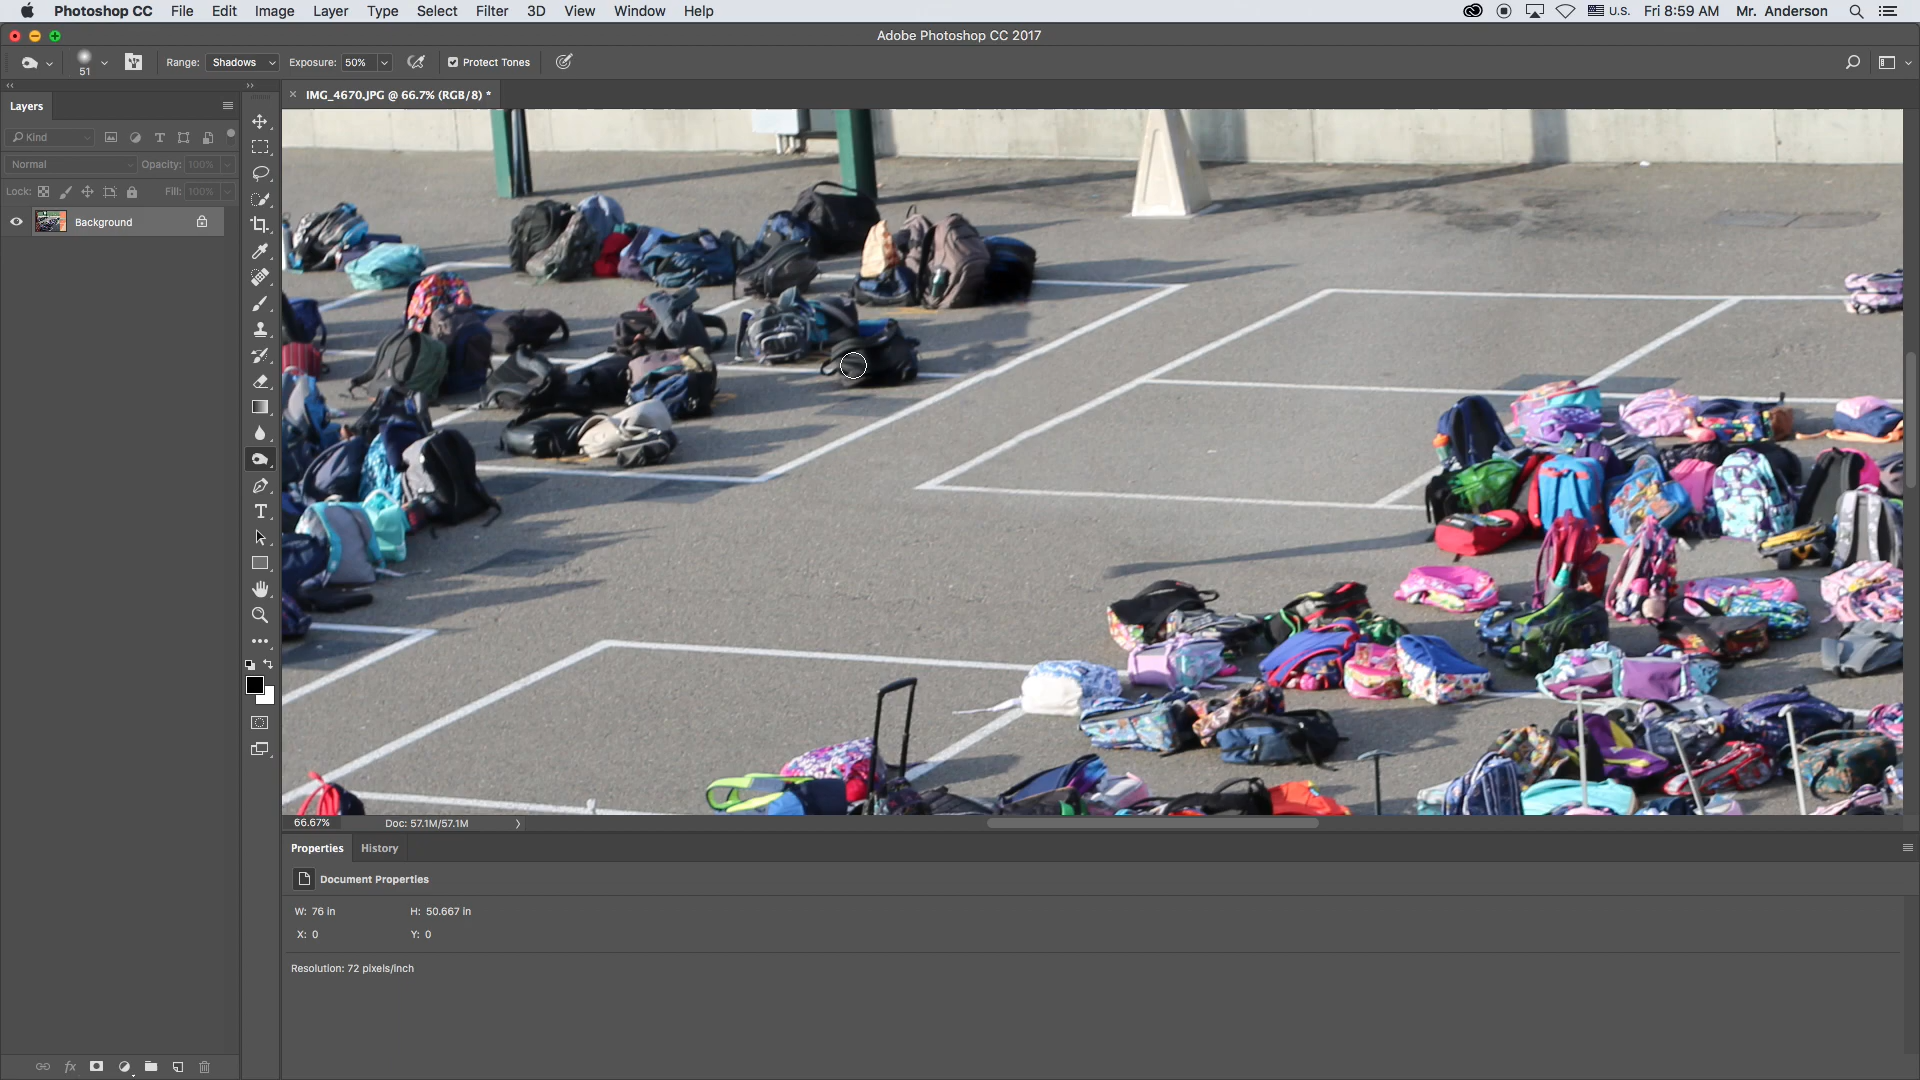 Photoshop CC File Edit Image Layer Type Select Filter 3D View Window Help U.S. Fri 8:59 AM Mr. Anderson
Adobe Photoshop CC 2017
51 Range: Shadows Exposure: 50% Protect Tones
Layers
IMG_4670.JPG @ 66.7% (RGB/8) *
Kind
Normal Opacity: 100%
Lock: Fill: 100%
Background
66.67% Doc: 57.1M/57.1M
Properties History
Document Properties
W: 76 in H: 50.667 in
X: 0 Y: 0
Resolution: 72 pixels/inch
fx